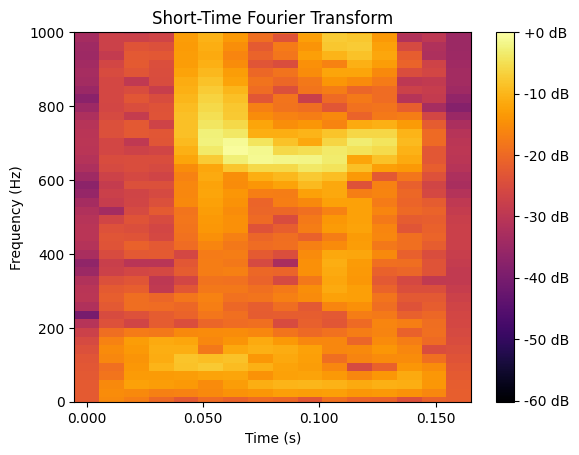 Short-Time Fourier Transform
1000
800
600
400
200
0
Frequency (Hz)
0.000
0.050
0.100
0.150
Time (s)
+0 dB
-10 dB
-20 dB
-30 dB
-40 dB
-50 dB
-60 dB